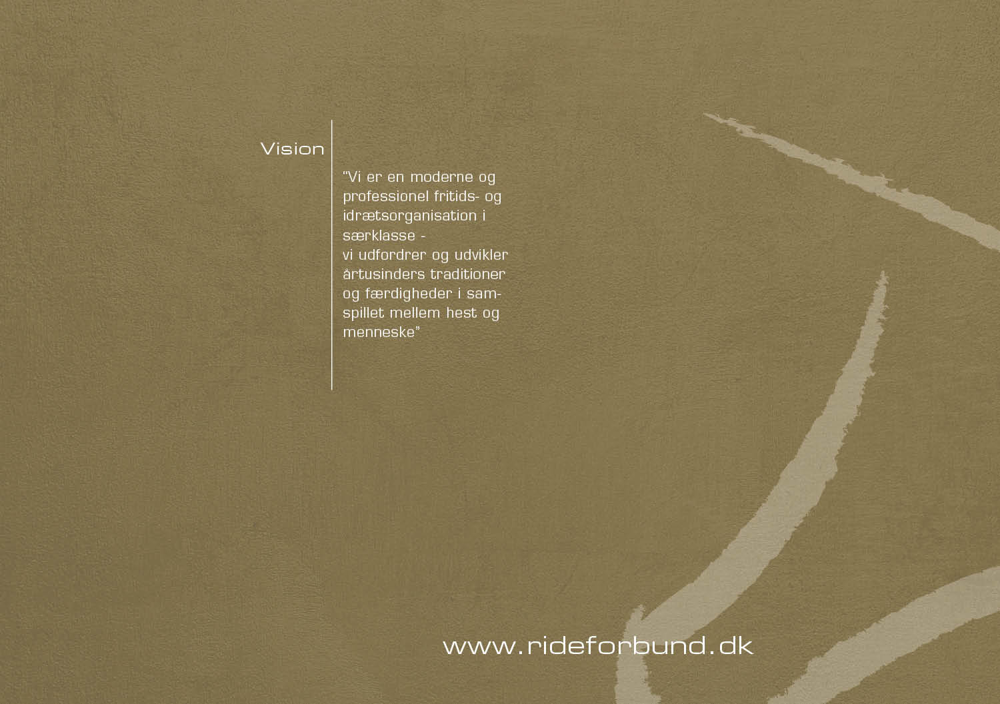 Vision
“Vi er en moderne og
professionel fritids- og
idrætsorganisation i
særklasse -
vi udfordrer og udvikler
årtusinders traditioner
og færdigheder i sam-
spillet mellem hest og
menneske”
www.rideforbund.dk